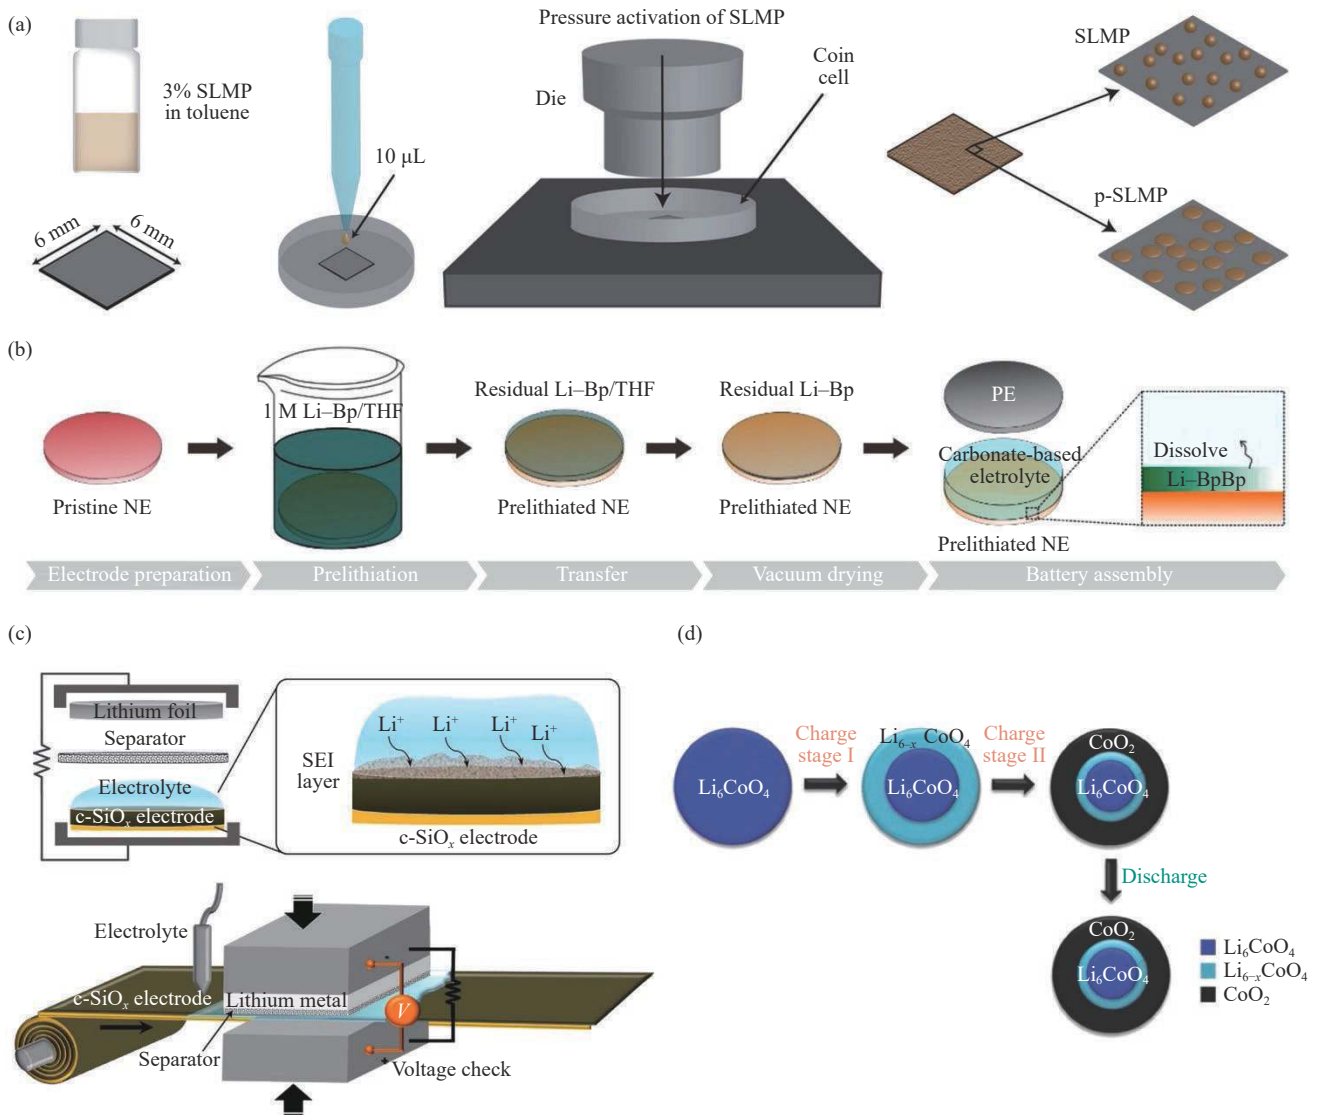 (a)
3% SLMP
in toluene
6 mm
6 mm
10 μL
Pressure activation of SLMP
Die
Coin
cell
SLMP
p-SLMP
(b)
Pristine NE
1 M Li–Bp/THF
Residual Li–Bp/THF
Prelithiated NE
Residual Li–Bp
Prelithiated NE
PE
Carbonate-based
eletrolyte
Prelithiated NE
Dissolve
Li–BpBp
Electrode preparation
Prelithiation
Transfer
Vacuum drying
Battery assembly
(c)
Lithium foil
Separator
Electrolyte
c-SiOₓ electrode
SEI
layer
Li⁺
Li⁺
Li⁺
Li⁺
c-SiOₓ electrode
Electrolyte
c-SiOₓ electrode
Lithium metal
Separator
-
V
+
Voltage check
(d)
Li₆CoO₄
Charge
stage I
Li₆₋ₓ CoO₄
Li₆CoO₄
Charge
stage II
CoO₂
Li₆CoO₄
Discharge
CoO₂
Li₆CoO₄
Li₆CoO₄
Li₆₋ₓCoO₄
CoO₂